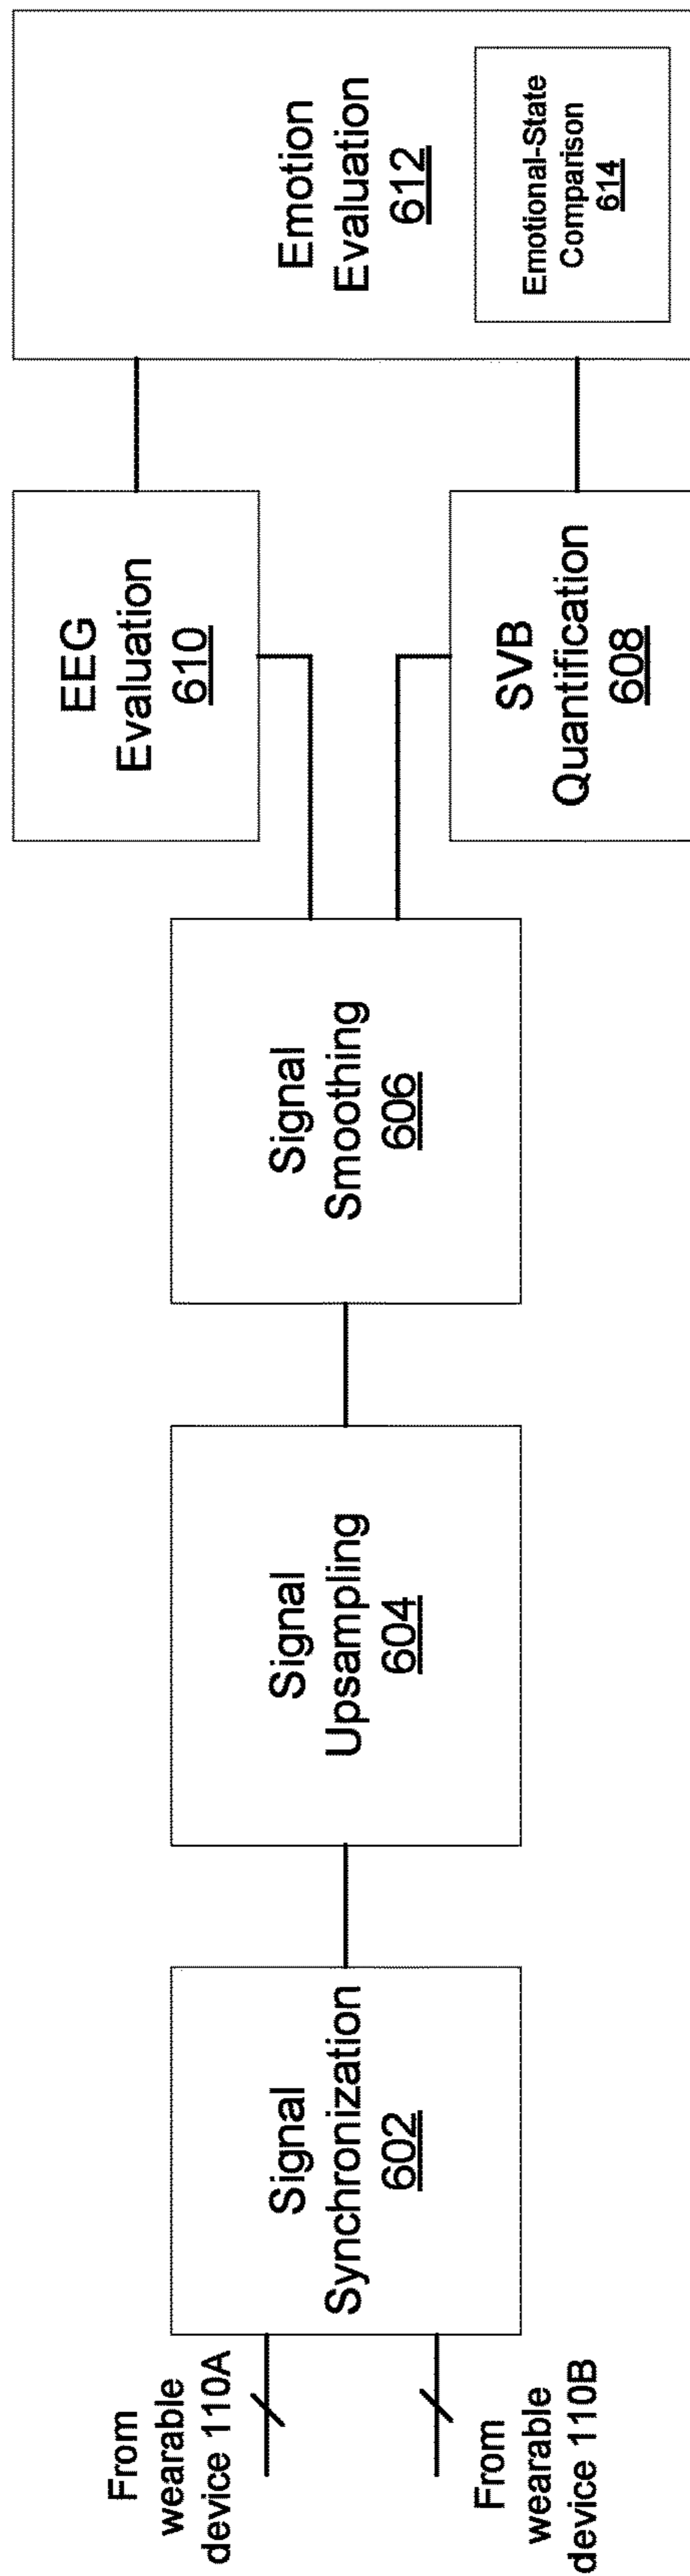 From
wearable
device 110A
From
wearable
device 110B
Signal
Synchronization
602
Signal
Upsampling
604
Signal
Smoothing
606
EEG
Evaluation
610
SVB
Quantification
608
Emotion
Evaluation
612
Emotional-State
Comparison
614